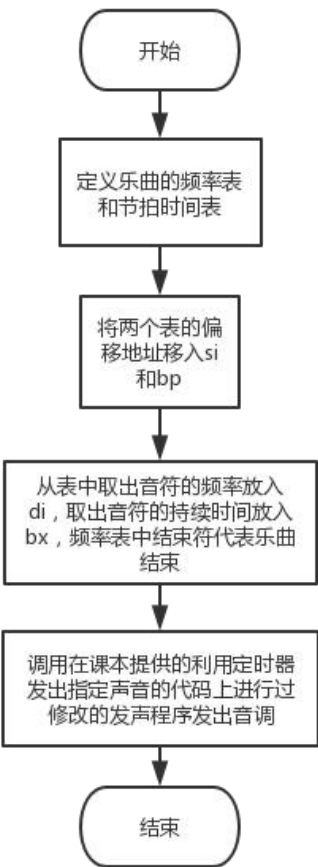 开始
定义乐曲的频率表
和节拍时间表
将两个表的偏
移地址移入si
和bp
从表中取出音符的频率放入
di，取出音符的持续时间放入
bx，频率表中结束符代表乐曲
结束
调用在课本提供的利用定时器
发出指定声音的代码上进行过
修改的发声程序发出音调
结束